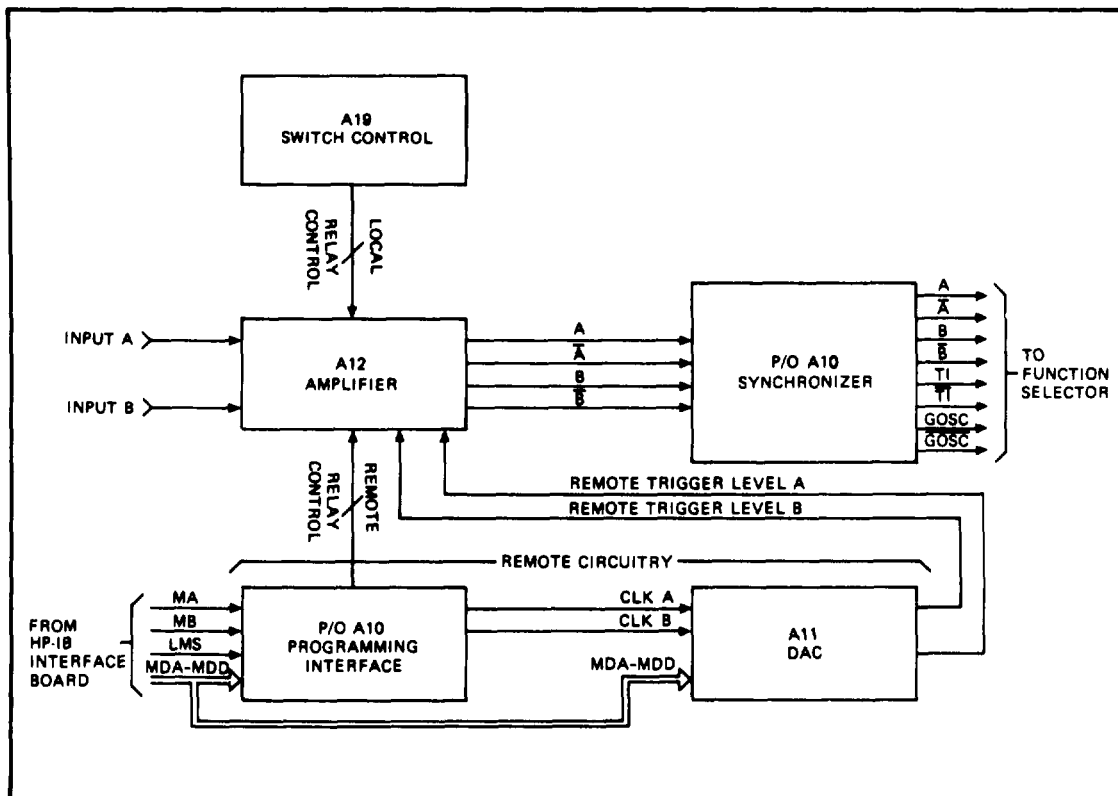 A19
SWITCH CONTROL
LOCAL
RELAY
CONTROL
INPUT A
INPUT B
A12
AMPLIFIER
A
A̅
B
B̅
P/O A10
SYNCHRONIZER
A
A̅
B
B̅
TI
T̅I̅
GOSC
G̅O̅S̅C̅
TO
FUNCTION
SELECTOR
REMOTE
RELAY
CONTROL
REMOTE TRIGGER LEVEL A
REMOTE TRIGGER LEVEL B
REMOTE CIRCUITRY
FROM
HP-IB
INTERFACE
BOARD
MA
MB
LMS
MDA-MDD
P/O A10
PROGRAMMING
INTERFACE
CLK A
CLK B
MDA-MDD
A11
DAC